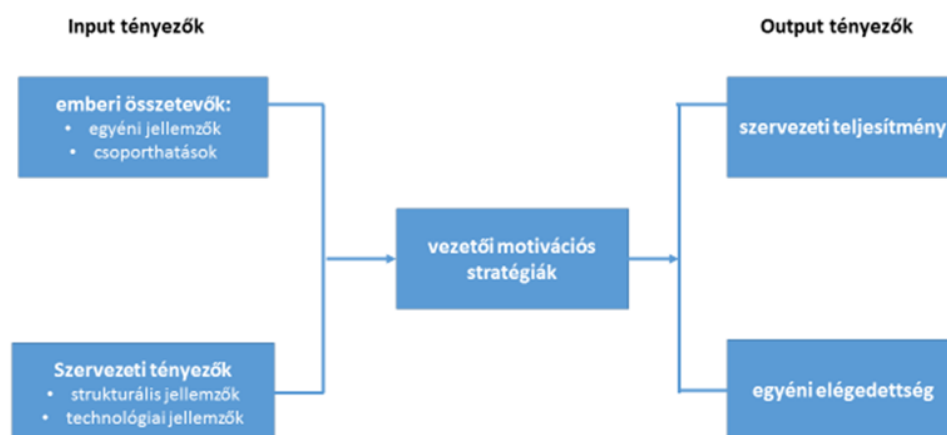 Input tényezők
Output tényezők
emberi összetevők:
• egyéni jellemzők
• csoporthatások
szervezeti teljesítmény
vezetői motivációs
stratégiák
Szervezeti tényezők
• strukturális jellemzők
• technológiai jellemzők
egyéni elégedettség